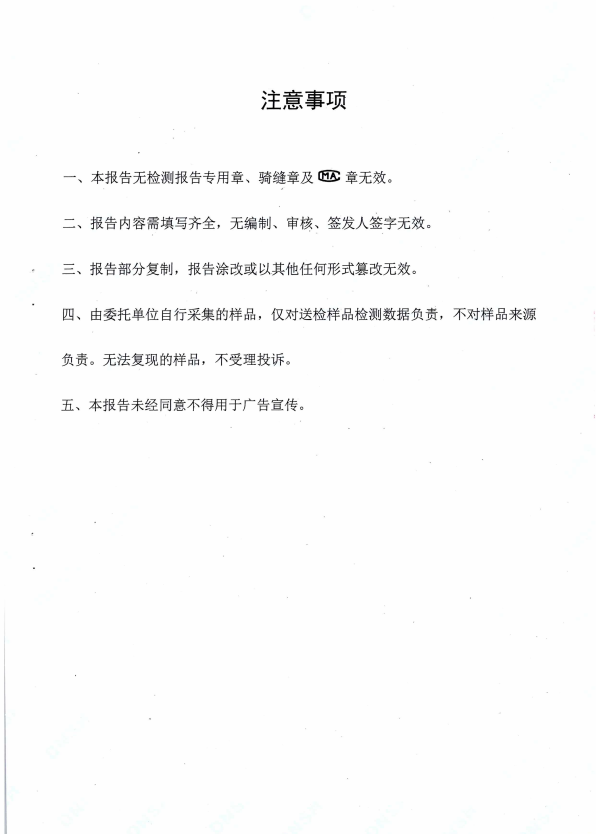 注意事项
一、本报告无检测报告专用章、骑缝章及 MA 章无效。
二、报告内容需填写齐全，无编制、审核、签发人签字无效。
三、报告部分复制，报告涂改或以其他任何形式篡改无效。
四、由委托单位自行采集的样品，仅对送检样品检测数据负责，不对样品来源
负责。无法复现的样品，不受理投诉。
五、本报告未经同意不得用于广告宣传。